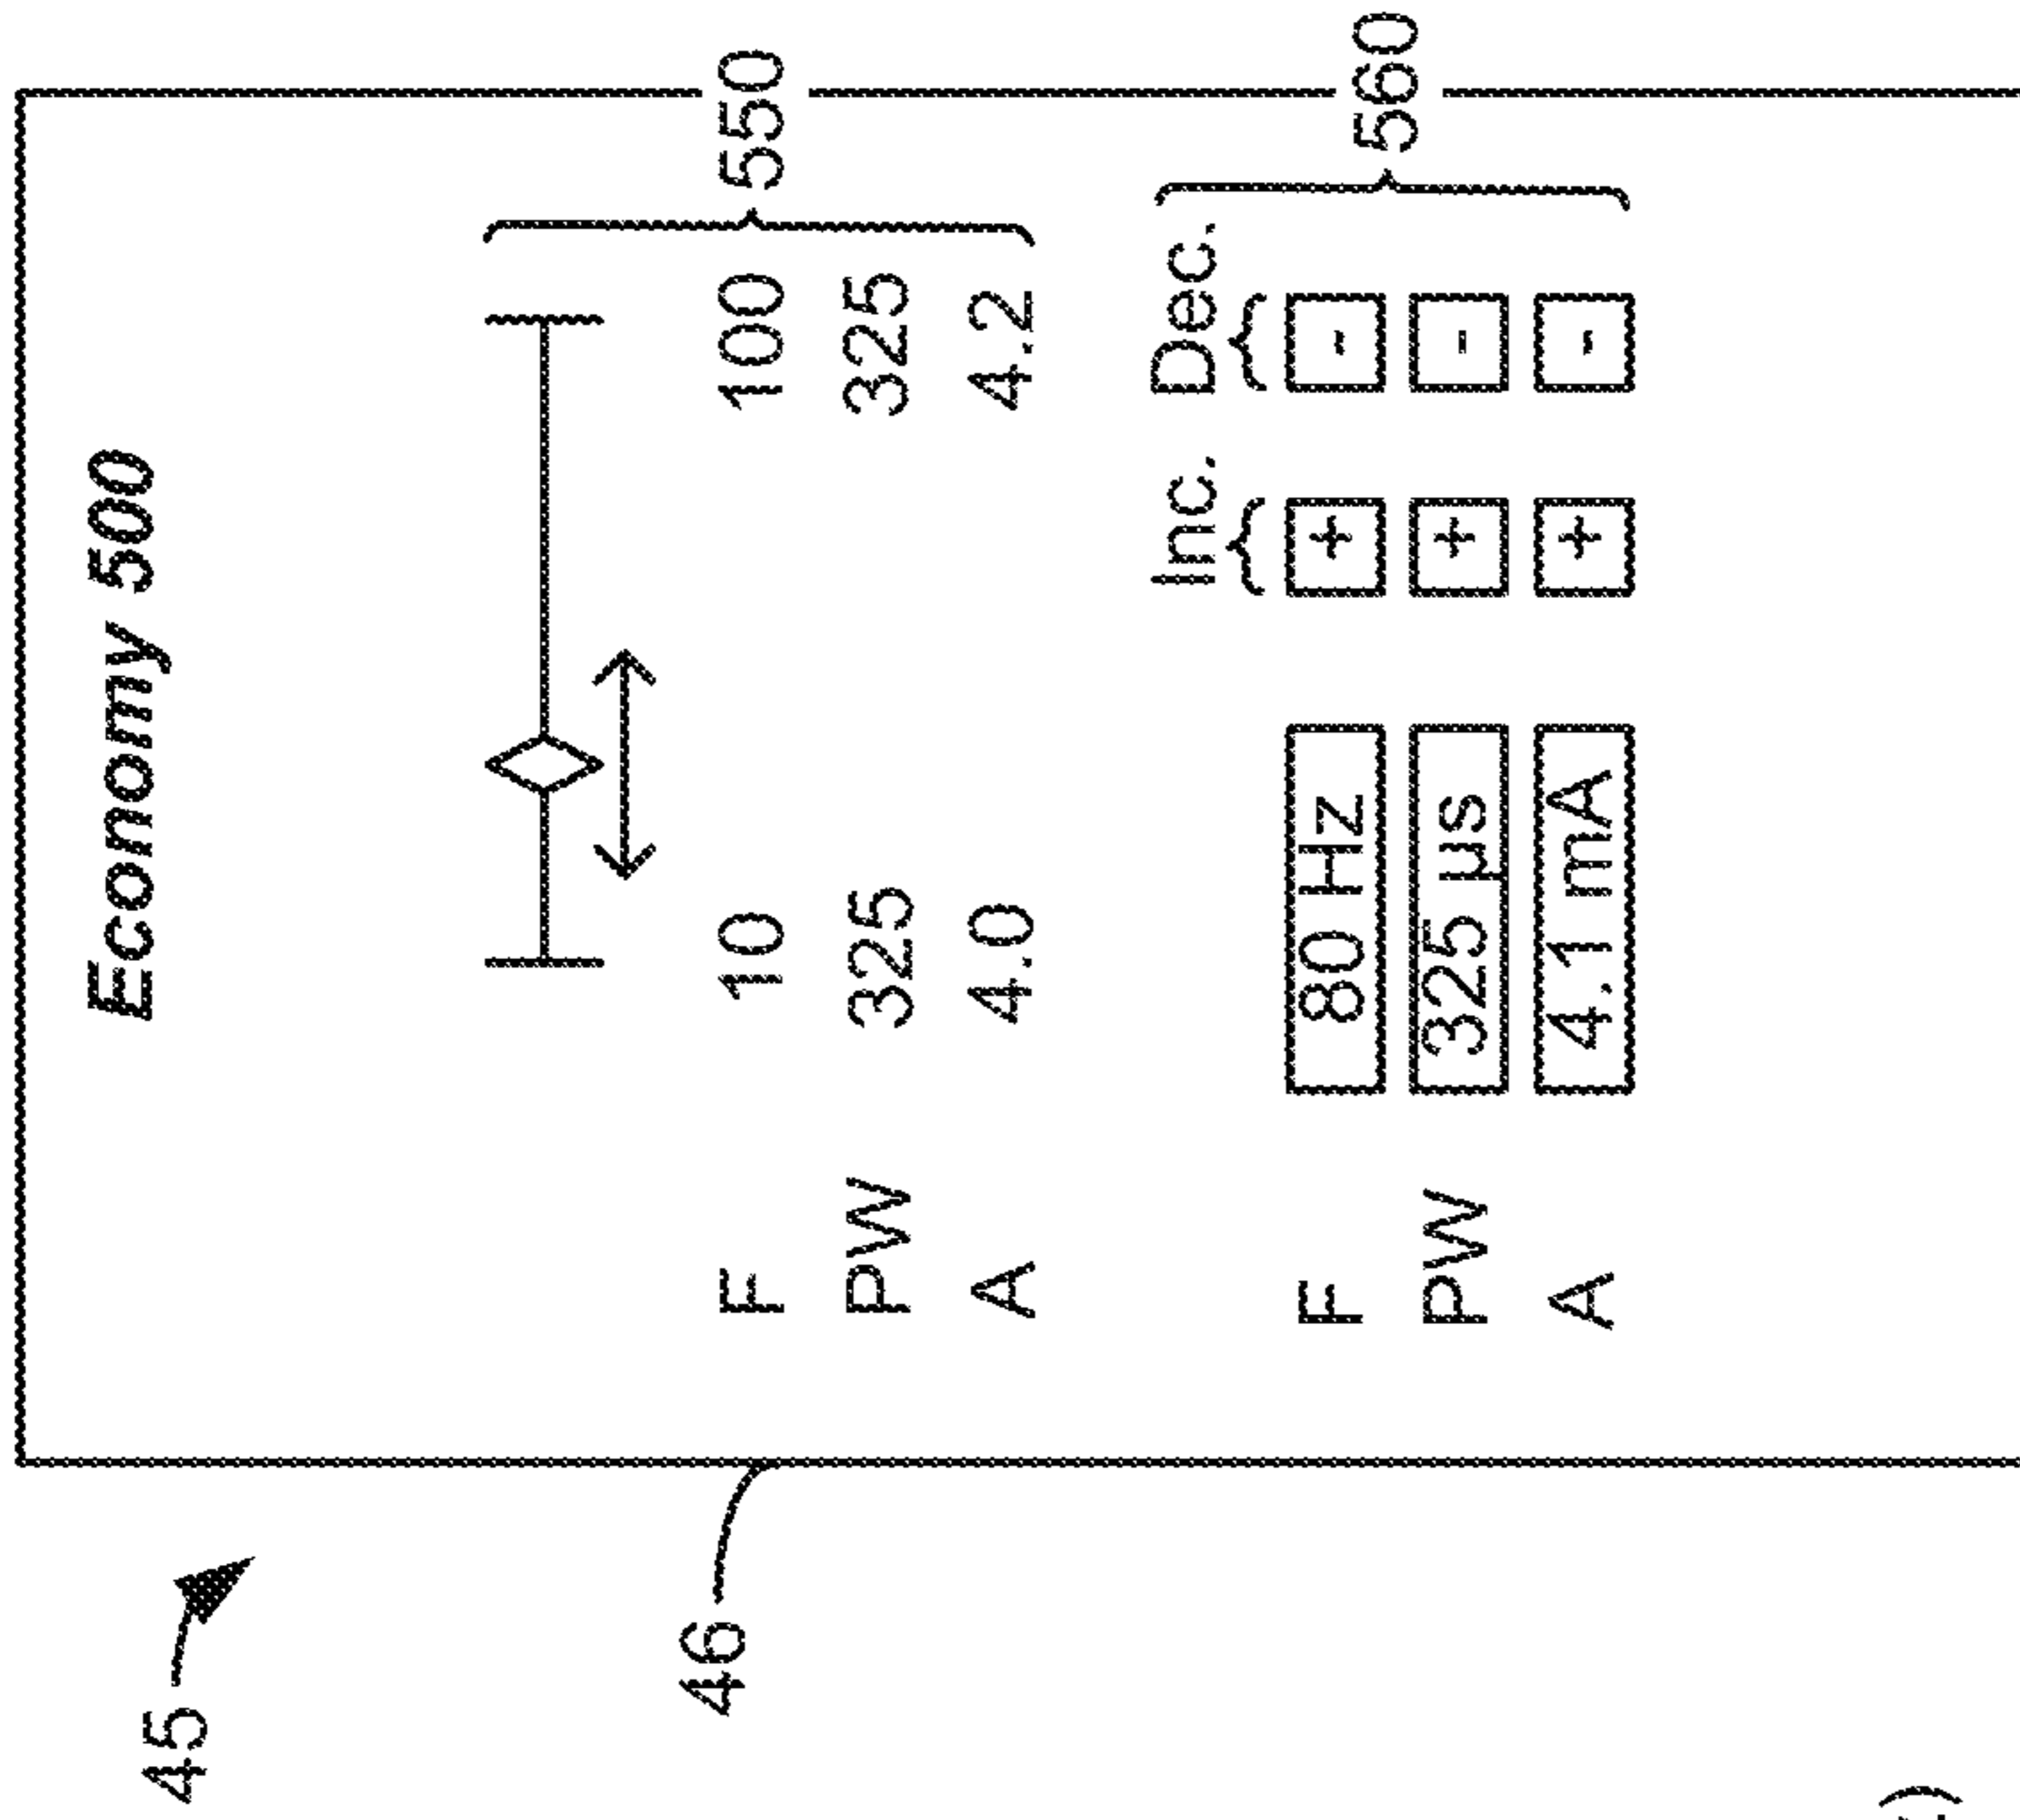 45
46
Economy 500
550
F 10 100
PW 325 325
A 4.0 4.2
Inc. Dec.
560
F 80 Hz + -
PW 325 µs + -
A 4.1 mA + -
)